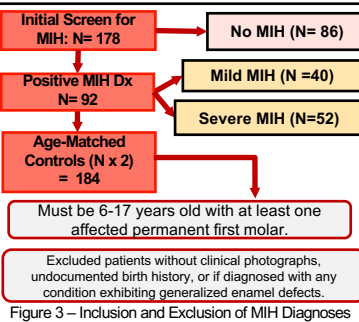 Initial Screen for
MIH: N= 178
No MIH (N= 86)
Positive MIH Dx
N= 92
Mild MIH (N =40)
Severe MIH (N=52)
Age-Matched
Controls (N x 2)
= 184
Must be 6-17 years old with at least one
affected permanent first molar.
Excluded patients without clinical photographs,
undocumented birth history, or if diagnosed with any
condition exhibiting generalized enamel defects.
Figure 3 – Inclusion and Exclusion of MIH Diagnoses